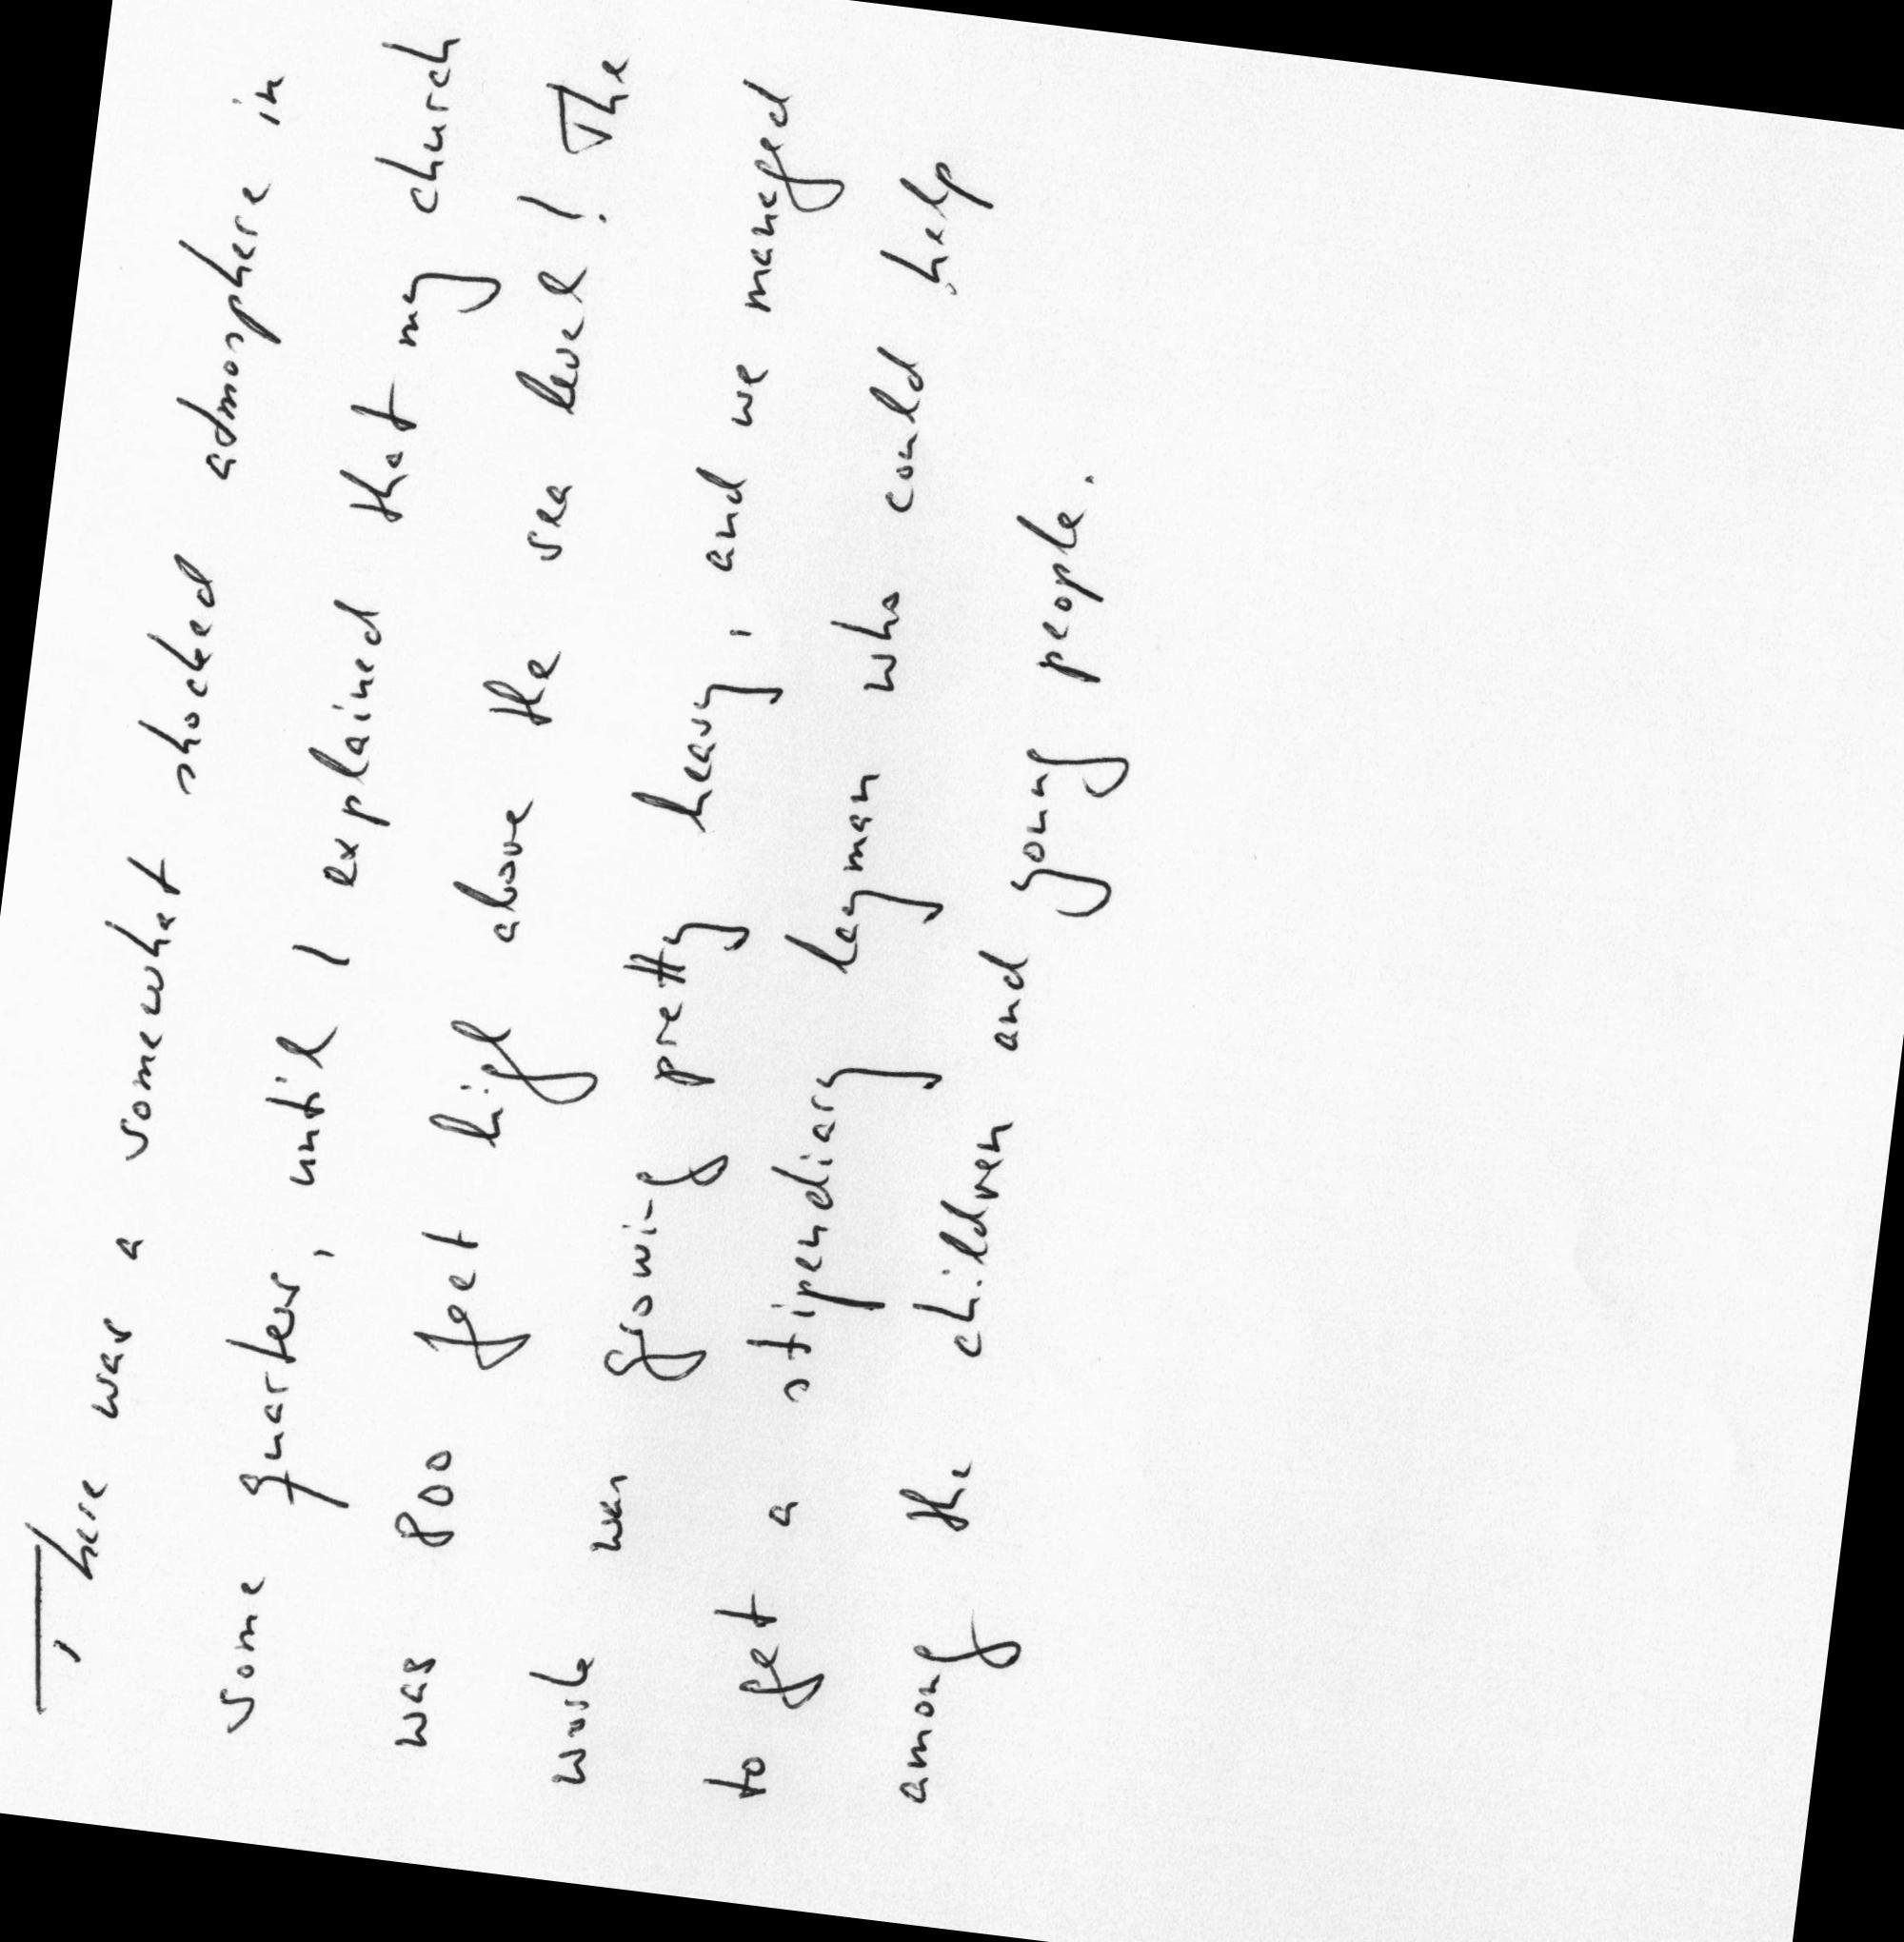 There was a somewhat shocked admosphere in
some quarters, until I explained that my church
was 800 feet high above the sea level! The
work was growing pretty heavy, and we managed
to get a stipendiary layman who could help
among the children and young people.